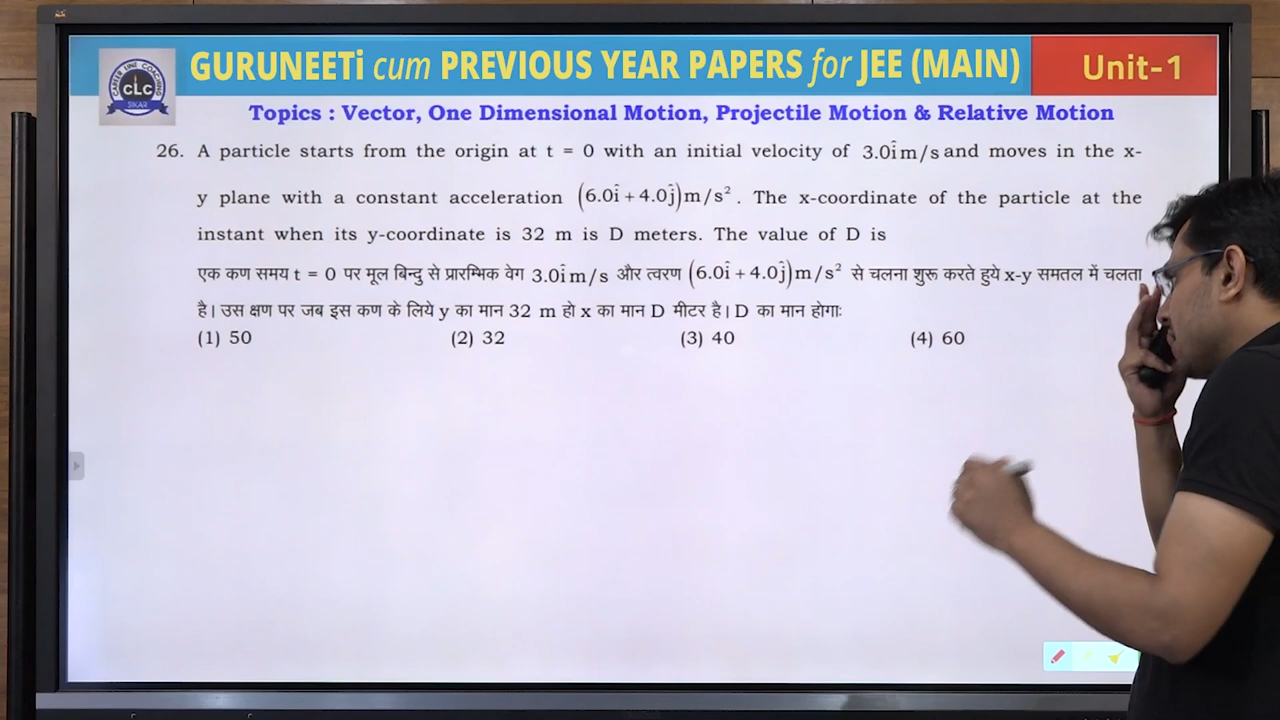 GURUNEETi cum PREVIOUS YEAR PAPERS for JEE (MAIN)
Unit-1
CAREER LINE COACHING
CLC
SIKAR
Topics : Vector, One Dimensional Motion, Projectile Motion & Relative Motion
26. A particle starts from the origin at t = 0 with an initial velocity of 3.0î m/s and moves in the x-
y plane with a constant acceleration (6.0î + 4.0ĵ) m/s². The x-coordinate of the particle at the
instant when its y-coordinate is 32 m is D meters. The value of D is
एक कण समय t = 0 पर मूल बिन्दु से प्रारम्भिक वेग 3.0î m/s और त्वरण (6.0î + 4.0ĵ) m/s² से चलना शुरू करते हुये x-y समतल में चलता
है। उस क्षण पर जब इस कण के लिये y का मान 32 m हो x का मान D मीटर है। D का मान होगाः
(1) 50 (2) 32 (3) 40 (4) 60